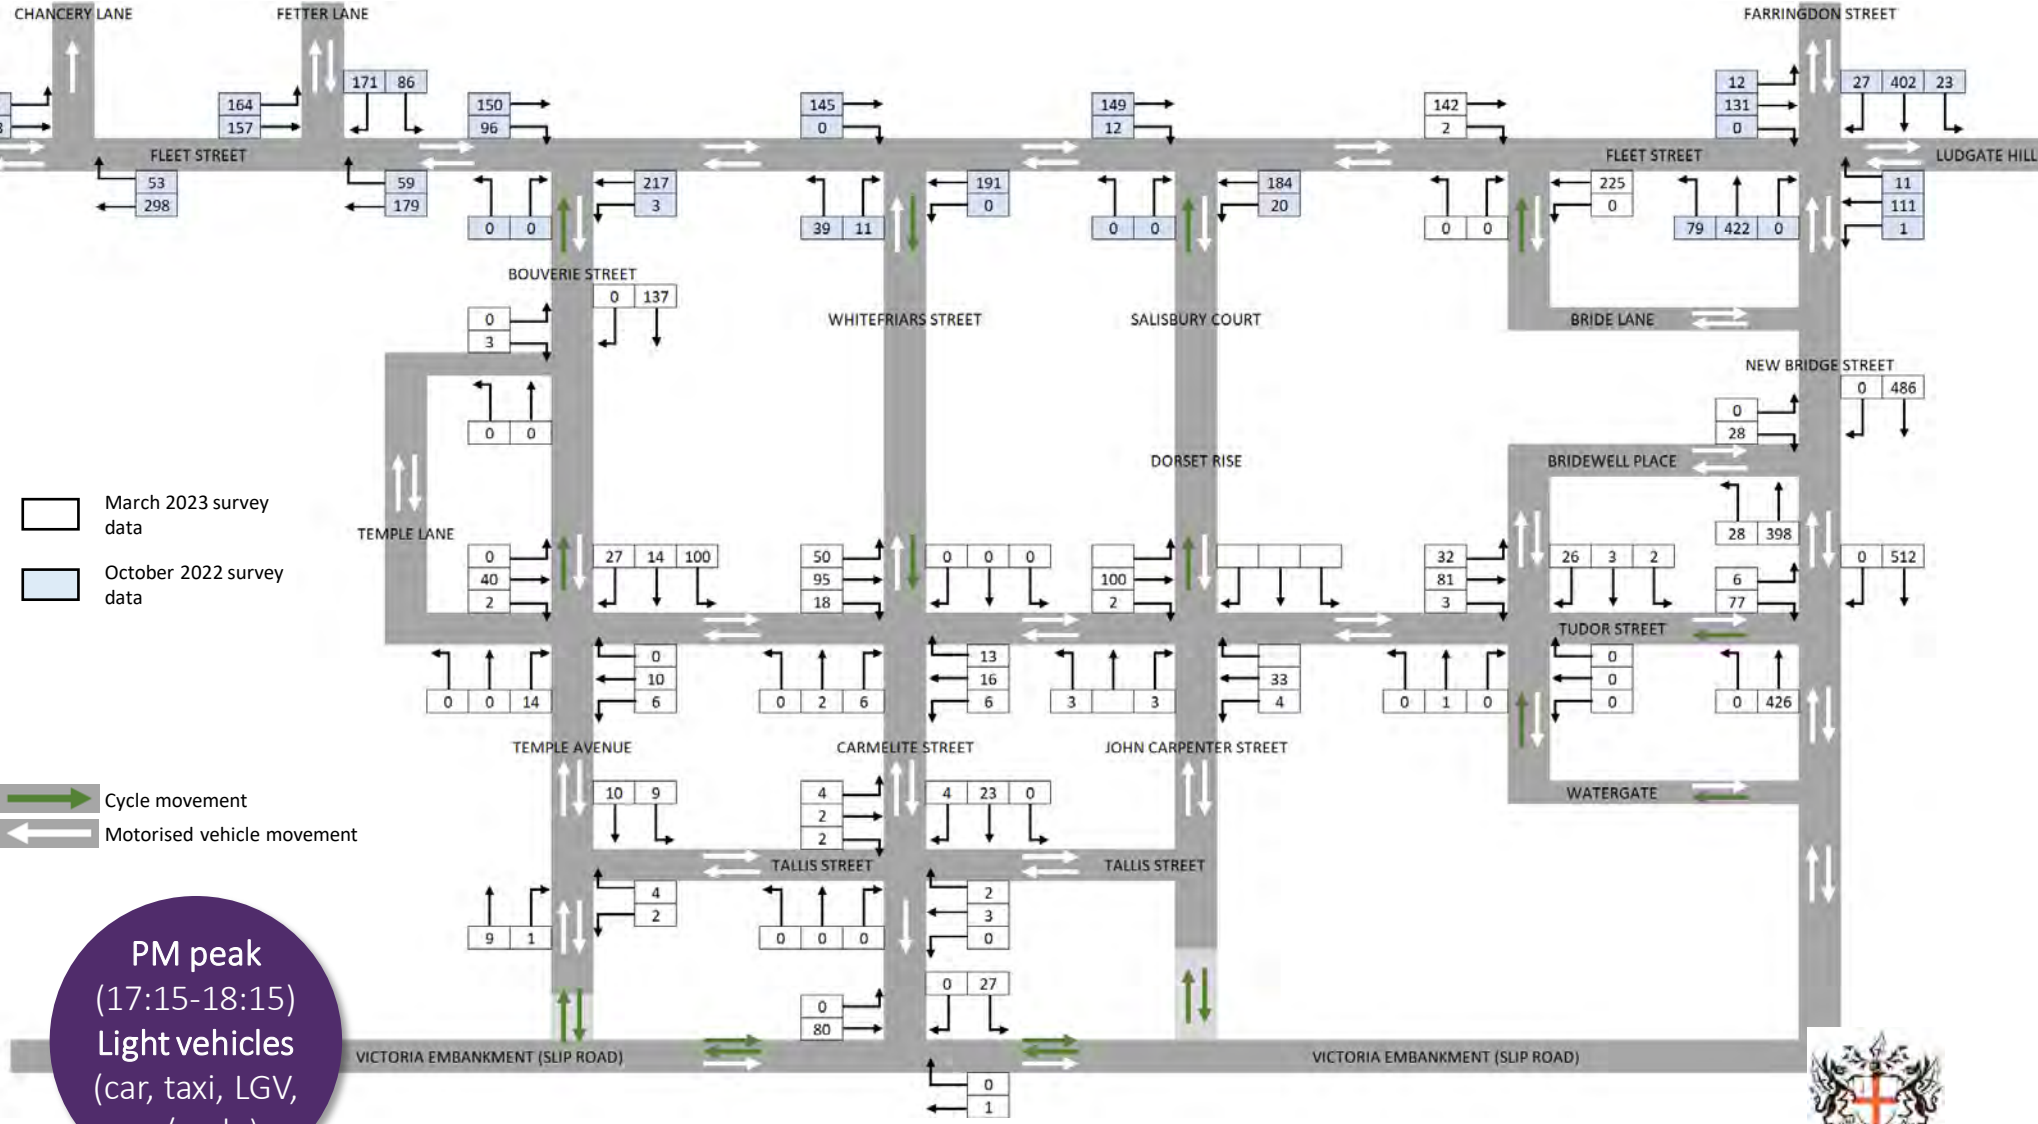 CHANCERY LANE
FETTER LANE
FARRINGDON STREET
171 86
12
131
0
27 402 23
164
157
150
96
145
0
149
12
142
2
FLEET STREET
FLEET STREET
LUDGATE HILL
53
298
59
179
217
3
191
0
184
20
225
0
11
111
1
0 0
39 11
0 0
0 0
79 422 0
BOUVERIE STREET
0 137
0
3
WHITEFRIARS STREET
SALISBURY COURT
BRIDE LANE
NEW BRIDGE STREET
0 486
0
28
0 0
DORSET RISE
BRIDEWELL PLACE
March 2023 survey
data
October 2022 survey
data
TEMPLE LANE
28 398
0
40
2
27 14 100
50
95
18
0 0 0
100
2
32
81
3
26 3 2
6
77
0 512
TUDOR STREET
0
10
6
13
16
6
33
4
0
0
0
0 0 14
0 2 6
3 3
0 1 0
0 426
TEMPLE AVENUE
CARMELITE STREET
JOHN CARPENTER STREET
10 9
4
2
2
4 23 0
WATERGATE
Cycle movement
Motorised vehicle movement
TALLIS STREET
TALLIS STREET
4
2
2
3
0
9 1
0 0 0
PM peak
(17:15-18:15)
Light vehicles
(car, taxi, LGV,
0 27
0
80
VICTORIA EMBANKMENT (SLIP ROAD)
VICTORIA EMBANKMENT (SLIP ROAD)
0
1